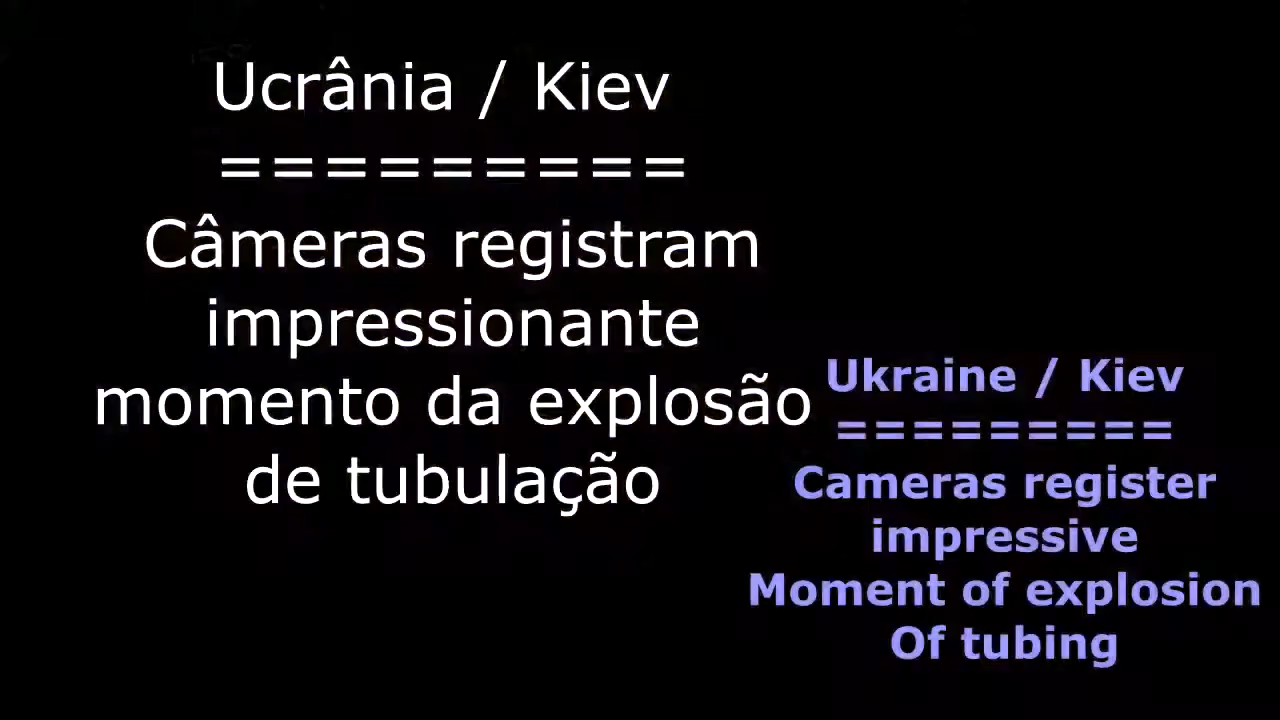 Ucrânia / Kiev
=========
Câmeras registram
impressionante
momento da explosão
de tubulação
Ukraine / Kiev
=========
Cameras register
impressive
Moment of explosion
Of tubing